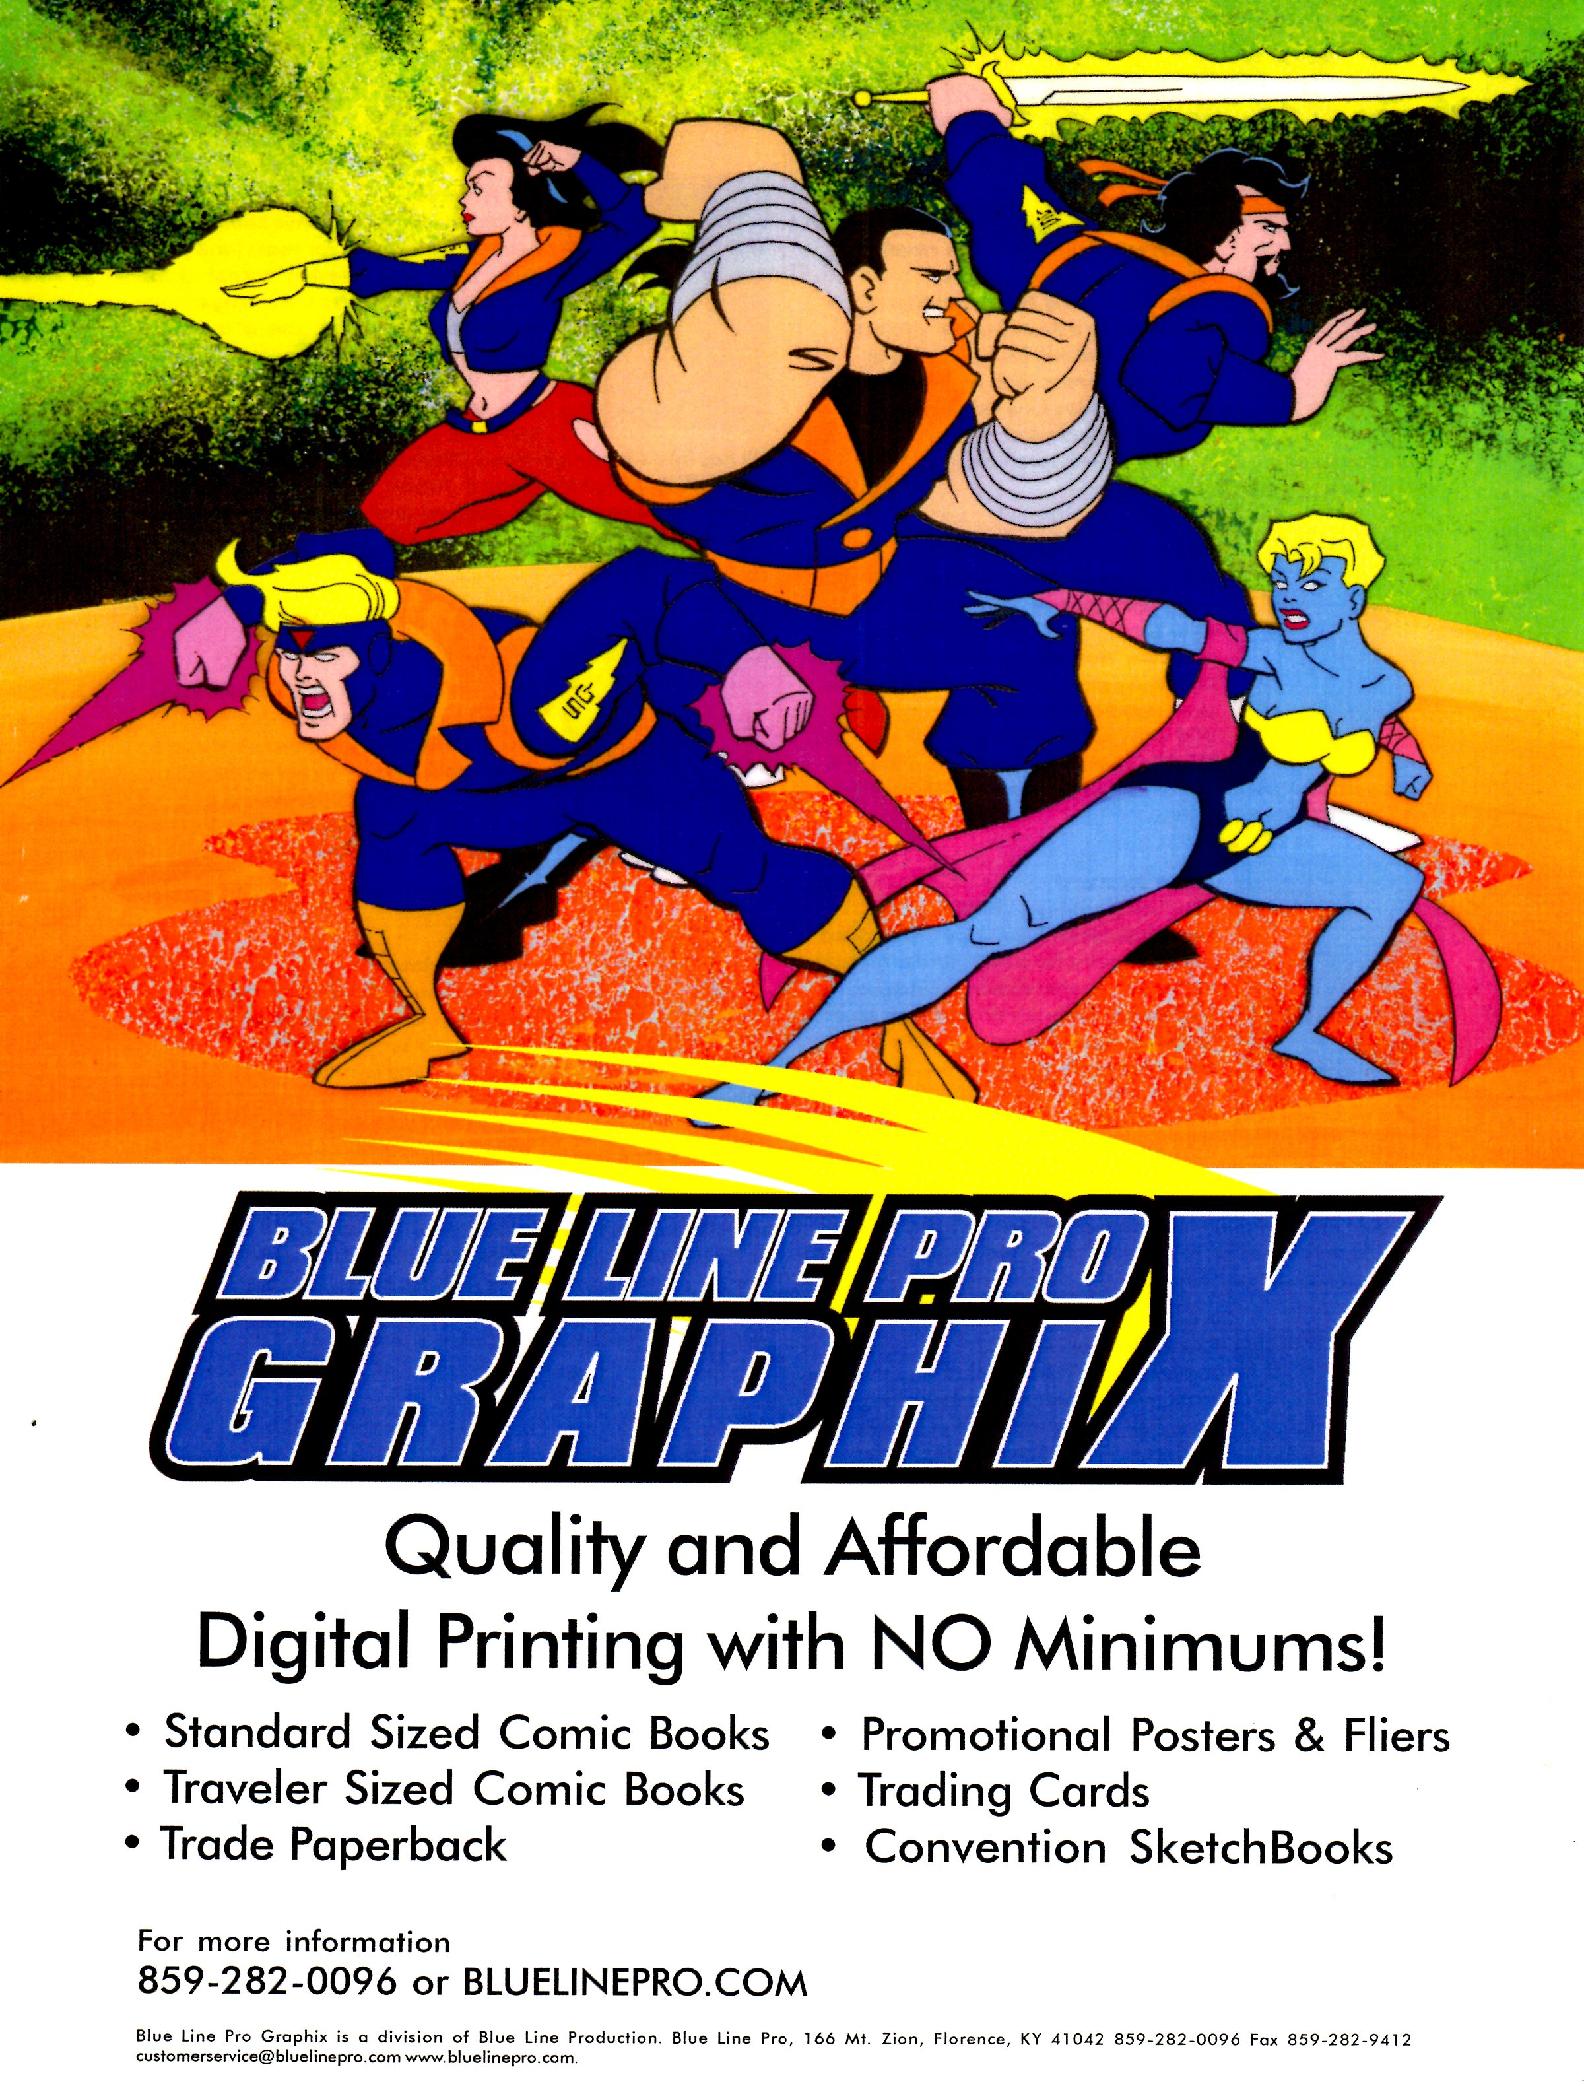 SG
BLUE LINE PRO
GRAPHIX
Quality and Affordable
Digital Printing with NO Minimums!
• Standard Sized Comic Books
• Traveler Sized Comic Books
• Trade Paperback
• Promotional Posters & Fliers
• Trading Cards
• Convention SketchBooks
For more information
859-282-0096 or BLUELINEPRO.COM
Blue Line Pro Graphix is a division of Blue Line Production. Blue Line Pro, 166 Mt. Zion, Florence, KY 41042 859-282-0096 Fax 859-282-9412
customerservice@bluelinepro.com www.bluelinepro.com.